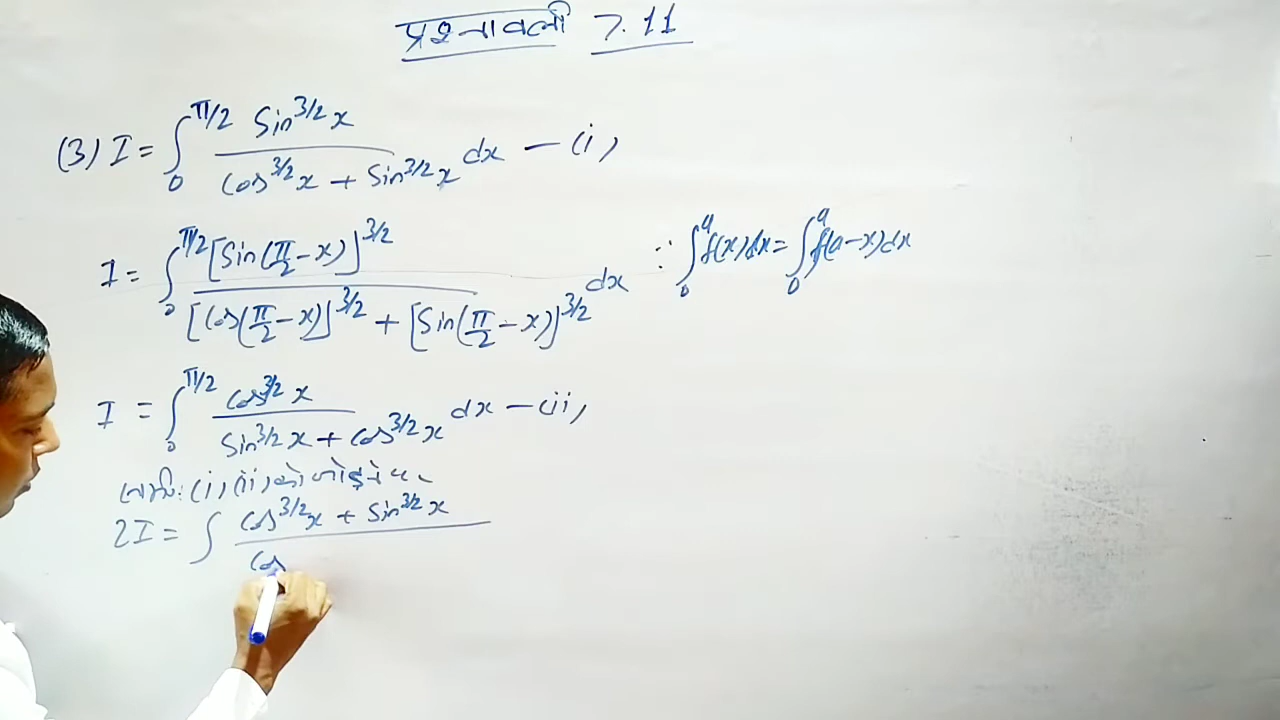 प्रश्नावली 7.11
(3) I = ∫₀^{π/2} Sin^{3/2}x / (Cos^{3/2}x + Sin^{3/2}x) dx – (i)
I = ∫₀^{π/2} [Sin(π/2 – x)]^{3/2} / ([Cos(π/2 – x)]^{3/2} + [Sin(π/2 – x)]^{3/2}) dx ∵ ∫₀^a f(x)dx = ∫₀^a f(a–x)dx
I = ∫₀^{π/2} Cos^{3/2}x / (Sin^{3/2}x + Cos^{3/2}x) dx – (ii)
(i) (ii) को जोड़ने पर
2I = ∫ (Cos^{3/2}x + Sin^{3/2}x) / Cos